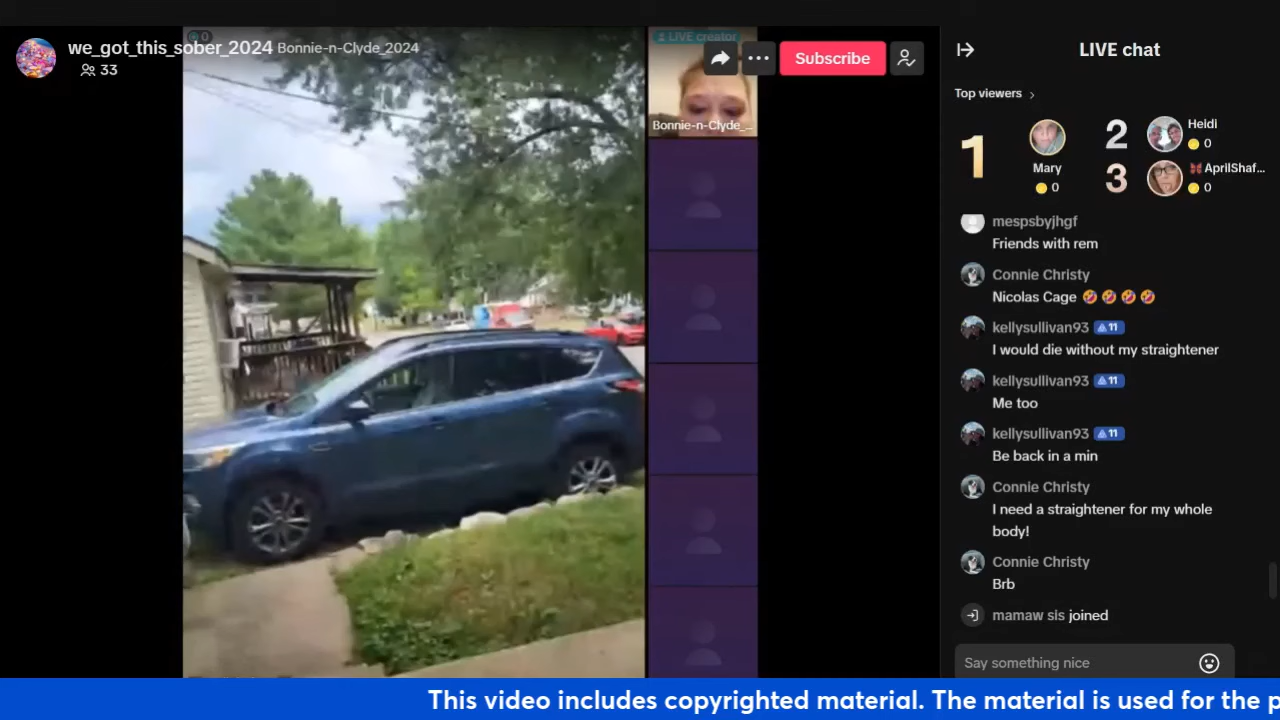 0
we_got_this_sober_2024 Bonnie-n-Clyde_2024
33
LIVE creator
Subscribe
Bonnie-n-Clyde_...
LIVE chat
Top viewers
1
Mary
0
2
Heidi
0
3
AprilShaf...
0
mespsbyjhgf
Friends with rem
Connie Christy
Nicolas Cage 🤣 🤣 🤣 🤣
kellysullivan93 11
I would die without my straightener
kellysullivan93 11
Me too
kellysullivan93 11
Be back in a min
Connie Christy
I need a straightener for my whole
body!
Connie Christy
Brb
mamaw sls joined
Say something nice
This video includes copyrighted material. The material is used for the p